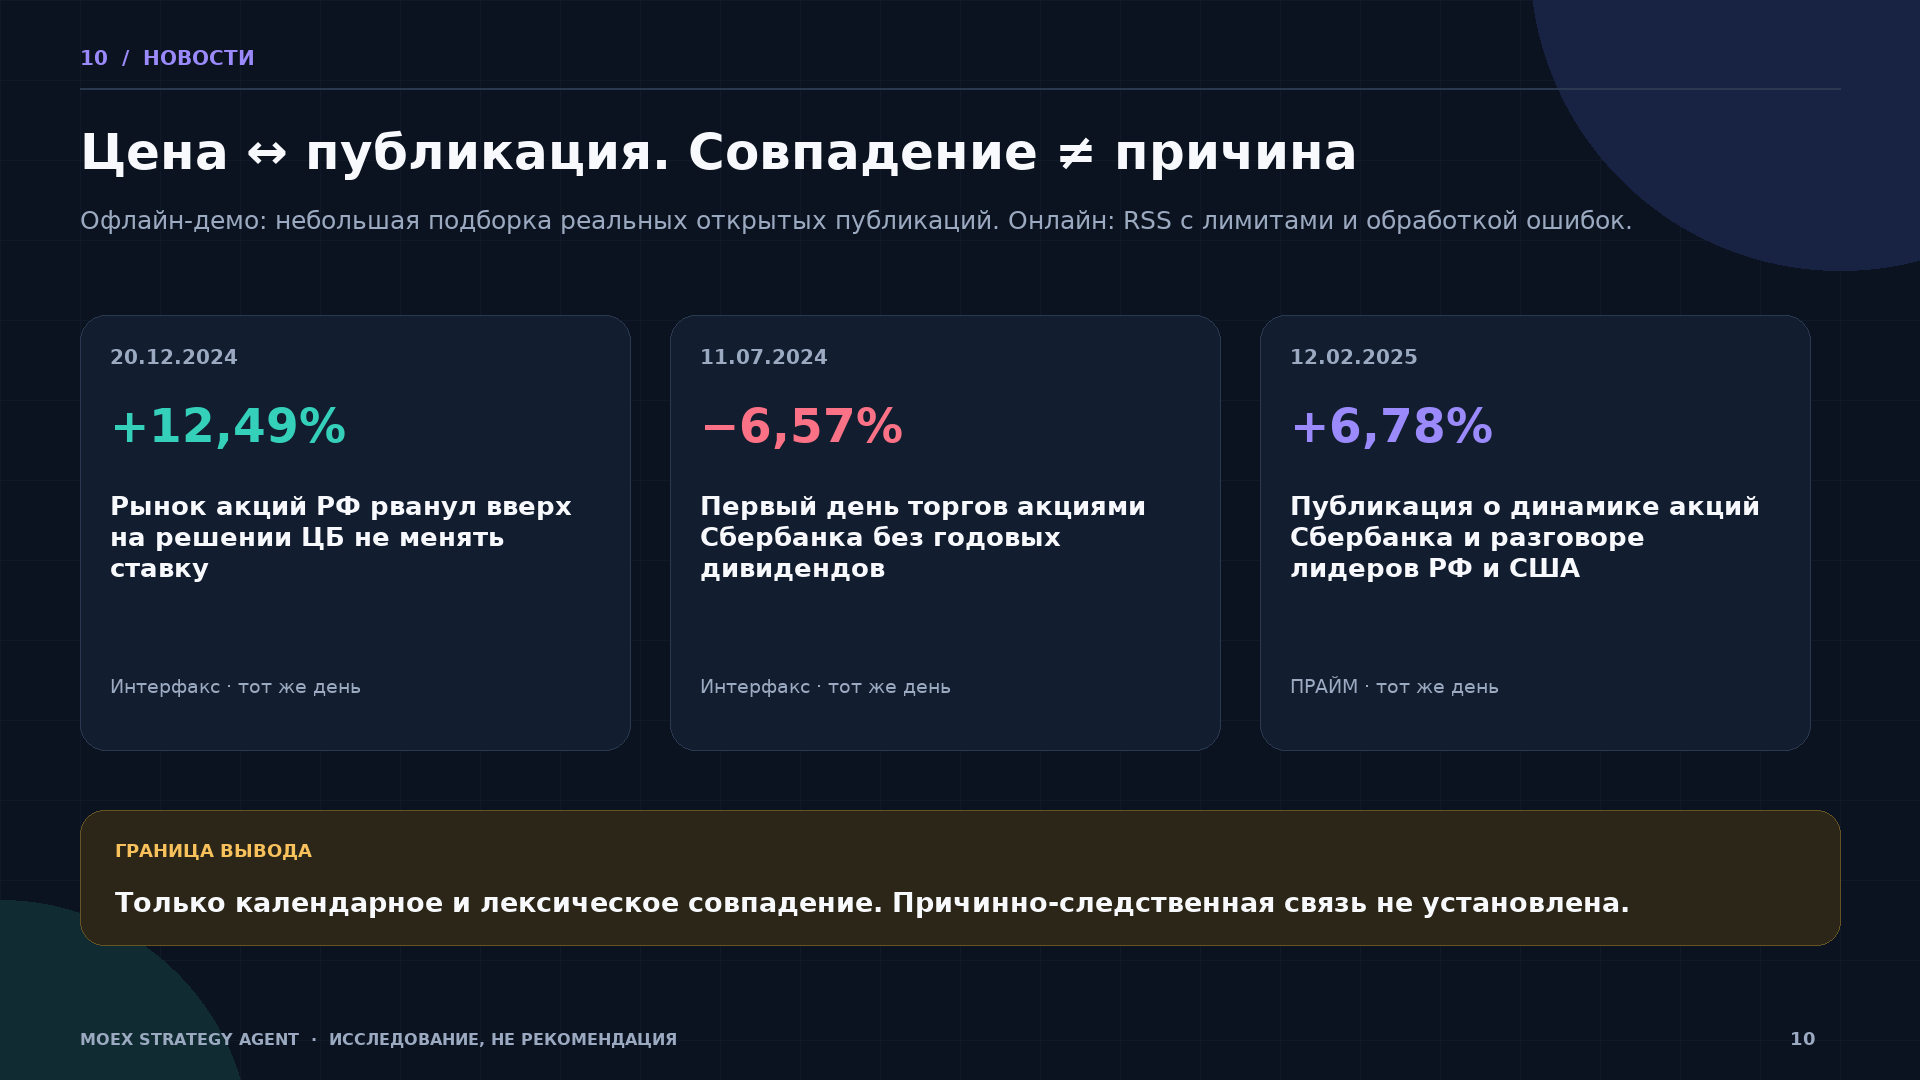 10 / НОВОСТИ
Цена ↔ публикация. Совпадение ≠ причина
Офлайн-демо: небольшая подборка реальных открытых публикаций. Онлайн: RSS с лимитами и обработкой ошибок.
20.12.2024
+12,49%
Рынок акций РФ рванул вверх
на решении ЦБ не менять
ставку
Интерфакс · тот же день
11.07.2024
−6,57%
Первый день торгов акциями
Сбербанка без годовых
дивидендов
Интерфакс · тот же день
12.02.2025
+6,78%
Публикация о динамике акций
Сбербанка и разговоре
лидеров РФ и США
ПРАЙМ · тот же день
ГРАНИЦА ВЫВОДА
Только календарное и лексическое совпадение. Причинно-следственная связь не установлена.
MOEX STRATEGY AGENT · ИССЛЕДОВАНИЕ, НЕ РЕКОМЕНДАЦИЯ
10